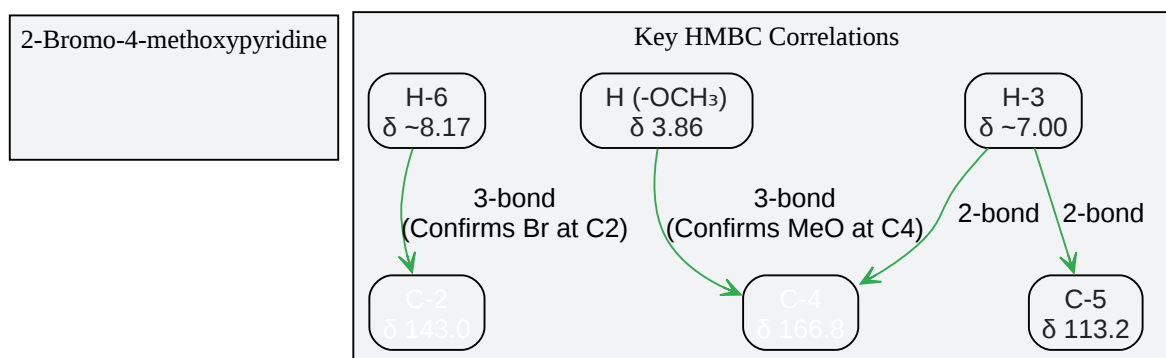 2-Bromo-4-methoxypyridine
Key HMBC Correlations
H-6
δ ~8.17
H (-OCH₃)
δ 3.86
H-3
δ ~7.00
3-bond
(Confirms Br at C2)
3-bond
(Confirms MeO at C4)
2-bond
2-bond
C-2
δ 143.0
C-4
δ 166.8
C-5
δ 113.2